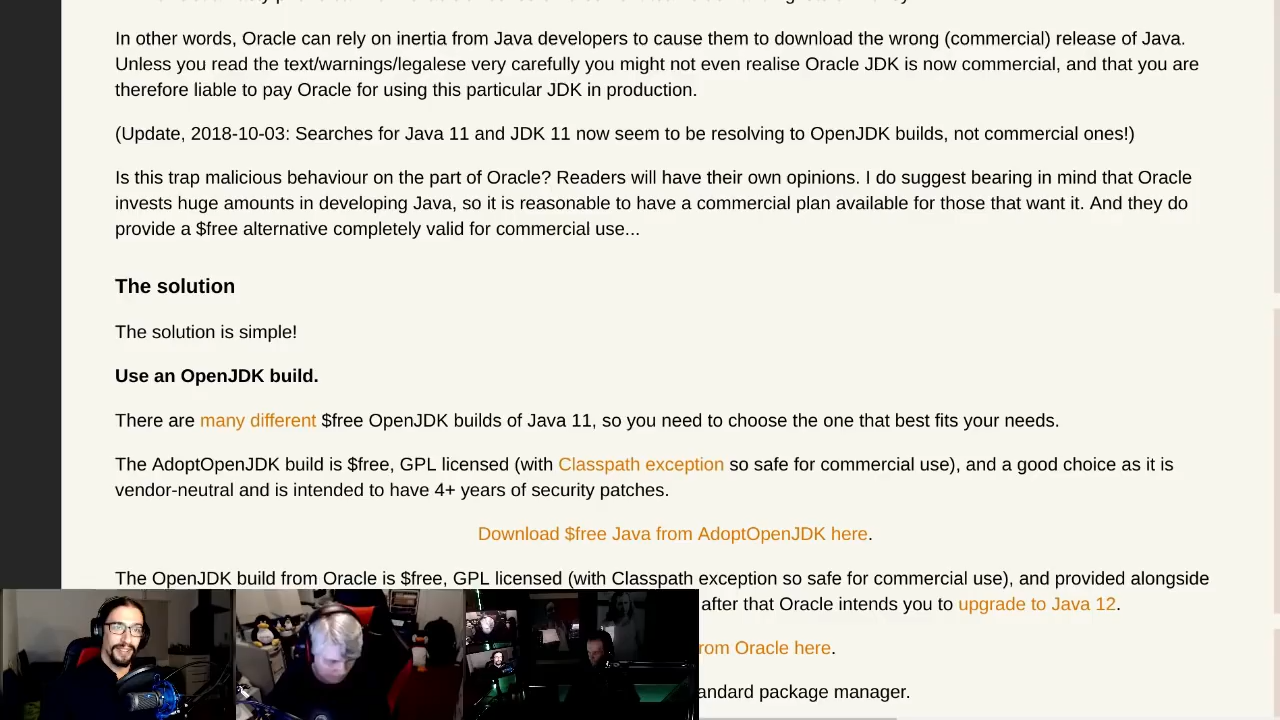 In other words, Oracle can rely on inertia from Java developers to cause them to download the wrong (commercial) release of Java.
Unless you read the text/warnings/legalese very carefully you might not even realise Oracle JDK is now commercial, and that you are
therefore liable to pay Oracle for using this particular JDK in production.
(Update, 2018-10-03: Searches for Java 11 and JDK 11 now seem to be resolving to OpenJDK builds, not commercial ones!)
Is this trap malicious behaviour on the part of Oracle? Readers will have their own opinions. I do suggest bearing in mind that Oracle
invests huge amounts in developing Java, so it is reasonable to have a commercial plan available for those that want it. And they do
provide a $free alternative completely valid for commercial use...
The solution
The solution is simple!
Use an OpenJDK build.
There are many different $free OpenJDK builds of Java 11, so you need to choose the one that best fits your needs.
The AdoptOpenJDK build is $free, GPL licensed (with Classpath exception so safe for commercial use), and a good choice as it is
vendor-neutral and is intended to have 4+ years of security patches.
Download $free Java from AdoptOpenJDK here.
The OpenJDK build from Oracle is $free, GPL licensed (with Classpath exception so safe for commercial use), and provided alongside
after that Oracle intends you to upgrade to Java 12.
rom Oracle here.
andard package manager.